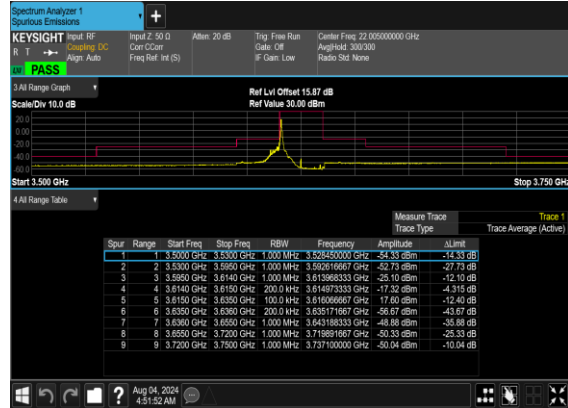 Spectrum Analyzer 1
Spurious Emissions
+
KEYSIGHT Input: RF Input Z: 50 Ω Atten: 20 dB Trig: Free Run Center Freq: 22.005000000 GHz
R T Coupling: DC Corr CCorr Gate: Off Avg|Hold: 300/300
Align: Auto Freq Ref: Int (S) IF Gain: Low Radio Std: None
LW PASS
3 All Range Graph
Ref Lvl Offset 15.87 dB
Scale/Div 10.0 dB Ref Value 30.00 dBm
20.0
0.00
-20.0
-40.0
-60.0
Start 3.500 GHz Stop 3.750 GHz
4 All Range Table
Measure Trace Trace 1
Trace Type Trace Average (Active)
Spur Range Start Freq Stop Freq RBW Frequency Amplitude ΔLimit
1 1 3.5000 GHz 3.5300 GHz 1.000 MHz 3.528450000 GHz -54.33 dBm -14.33 dB
2 2 3.5300 GHz 3.5950 GHz 1.000 MHz 3.592616667 GHz -52.73 dBm -27.73 dB
3 3 3.5950 GHz 3.6140 GHz 1.000 MHz 3.613968333 GHz -25.10 dBm -12.10 dB
4 4 3.6140 GHz 3.6150 GHz 200.0 kHz 3.614973333 GHz -17.32 dBm -4.315 dB
5 5 3.6150 GHz 3.6350 GHz 100.0 kHz 3.616066667 GHz 17.60 dBm -12.40 dB
6 6 3.6350 GHz 3.6360 GHz 200.0 kHz 3.635171667 GHz -56.67 dBm -43.67 dB
7 7 3.6360 GHz 3.6550 GHz 1.000 MHz 3.643188333 GHz -48.88 dBm -35.88 dB
8 8 3.6550 GHz 3.7200 GHz 1.000 MHz 3.719891667 GHz -50.33 dBm -25.33 dB
9 9 3.7200 GHz 3.7500 GHz 1.000 MHz 3.737100000 GHz -50.04 dBm -10.04 dB
? Aug 04, 2024
4:51:52 AM